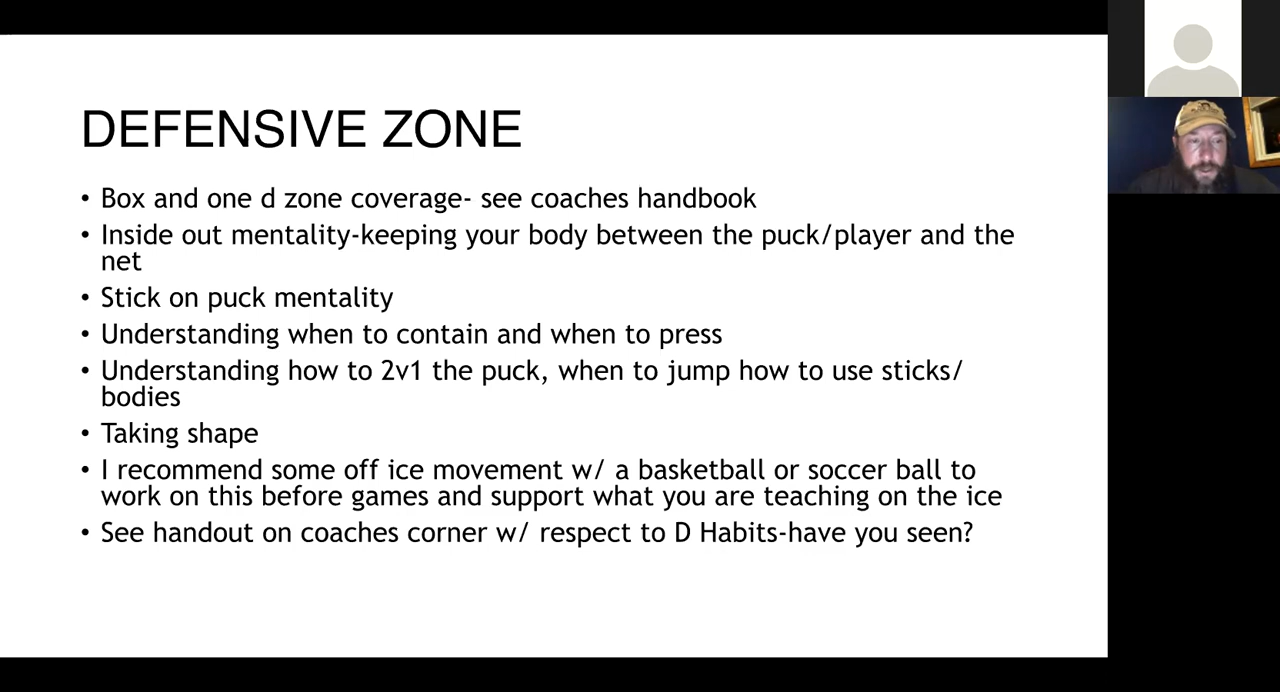 DEFENSIVE ZONE
• Box and one d zone coverage- see coaches handbook
• Inside out mentality-keeping your body between the puck/player and the
net
• Stick on puck mentality
• Understanding when to contain and when to press
• Understanding how to 2v1 the puck, when to jump how to use sticks/
bodies
• Taking shape
• I recommend some off ice movement w/ a basketball or soccer ball to
work on this before games and support what you are teaching on the ice
• See handout on coaches corner w/ respect to D Habits-have you seen?